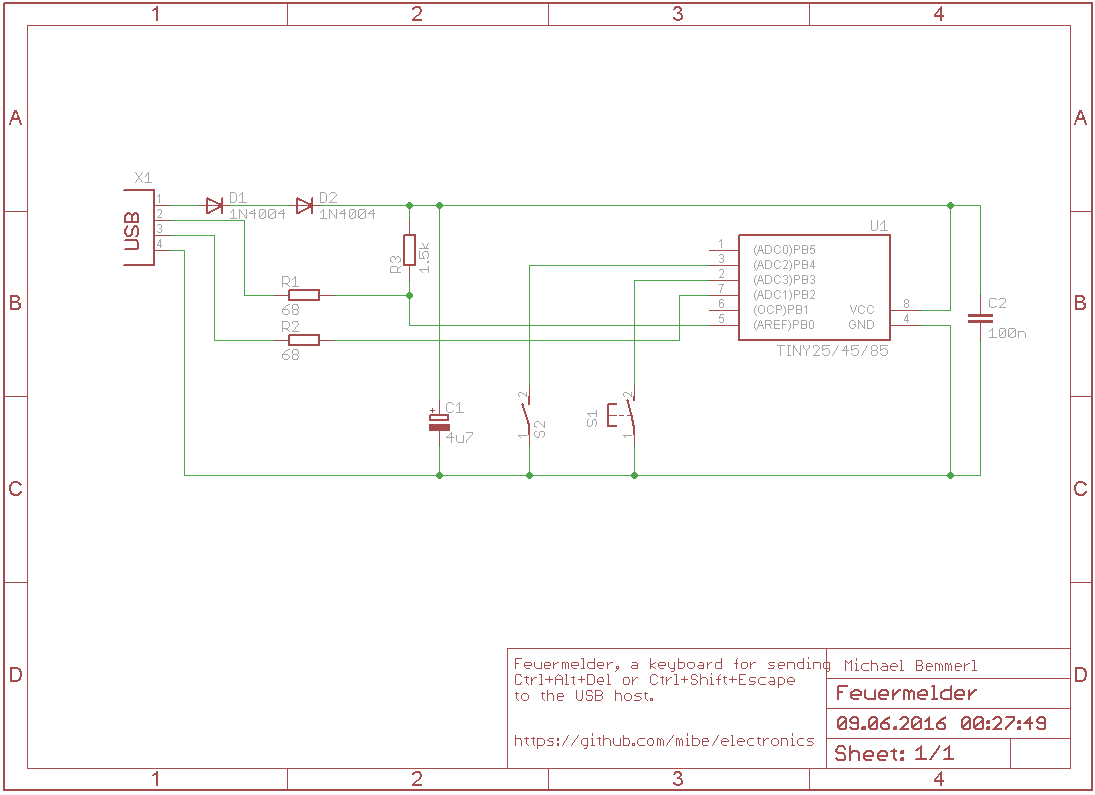 1 2 3 4
A A
X1
D1 D2
1 1N4004 1N4004
2
3
4
USB
U1
R3 1.5k
1 (ADC0)PB5
3 (ADC2)PB4
2 (ADC3)PB3
7 (ADC1)PB2
6 (OCP)PB1 VCC 8
5 (AREF)PB0 GND 4
TINY25/45/85
R1
68
R2
68
B B
C2
100n
C1
+
4u7
2
S2
1
2
S1
1
C C
D D
Feuermelder, a keyboard for sending
Ctrl+Alt+Del or Ctrl+Shift+Escape
to the USB host.
https://github.com/mibe/electronics
Michael Bemmerl
Feuermelder
09.06.2016 00:27:49
Sheet: 1/1
1 2 3 4